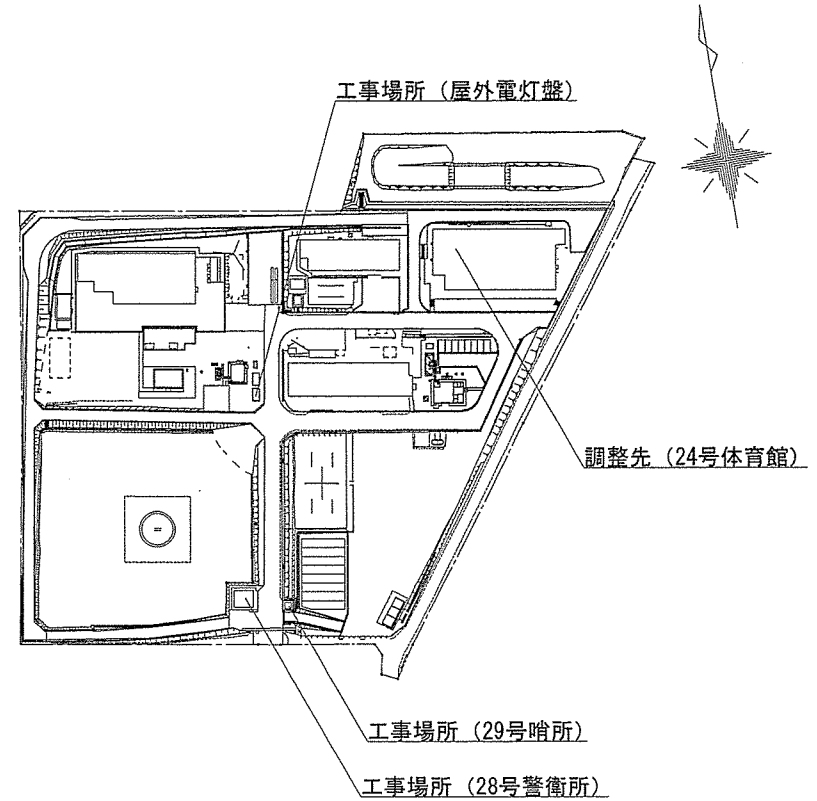 工事場所（屋外電灯盤）
調整先（24号体育館）
工事場所（29号哨所）
工事場所（28号警衛所）